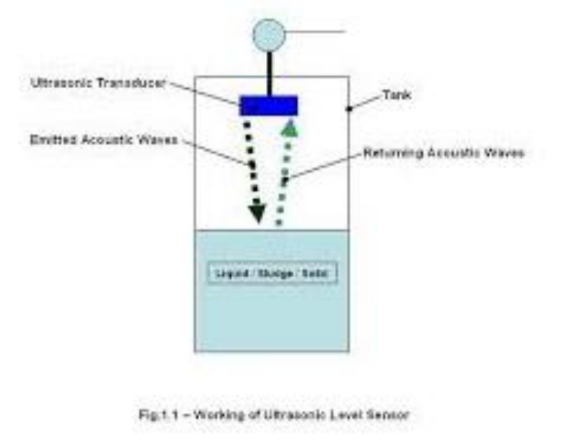 Ultrasonic Transducer
Tank
Emitted Acoustic Waves
Returning Acoustic Waves
Liquid / Sludge / Solid
Fig.1.1 – Working of Ultrasonic Level Sensor